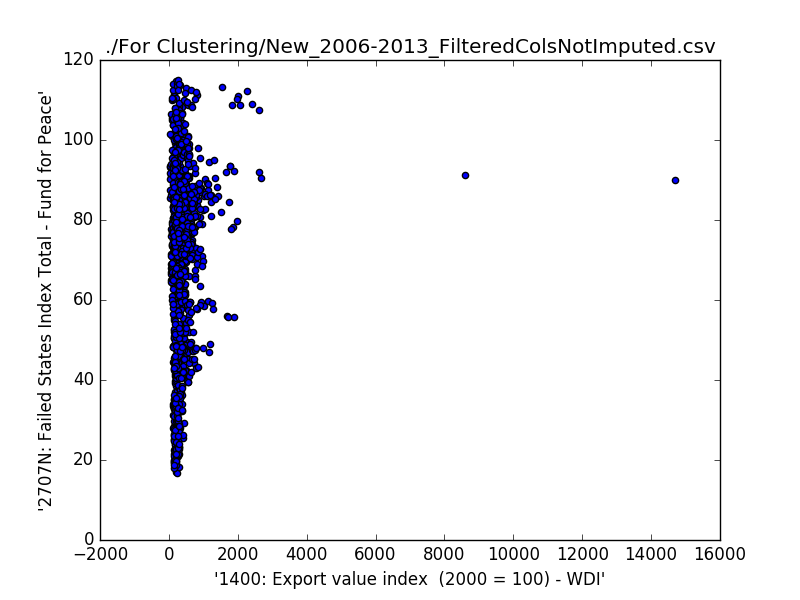 ./For Clustering/New_2006-2013_FilteredColsNotImputed.csv
120
100
80
60
40
20
0
'2707N: Failed States Index Total - Fund for Peace'
−2000 0 2000 4000 6000 8000 10000 12000 14000 16000
'1400: Export value index  (2000 = 100) - WDI'